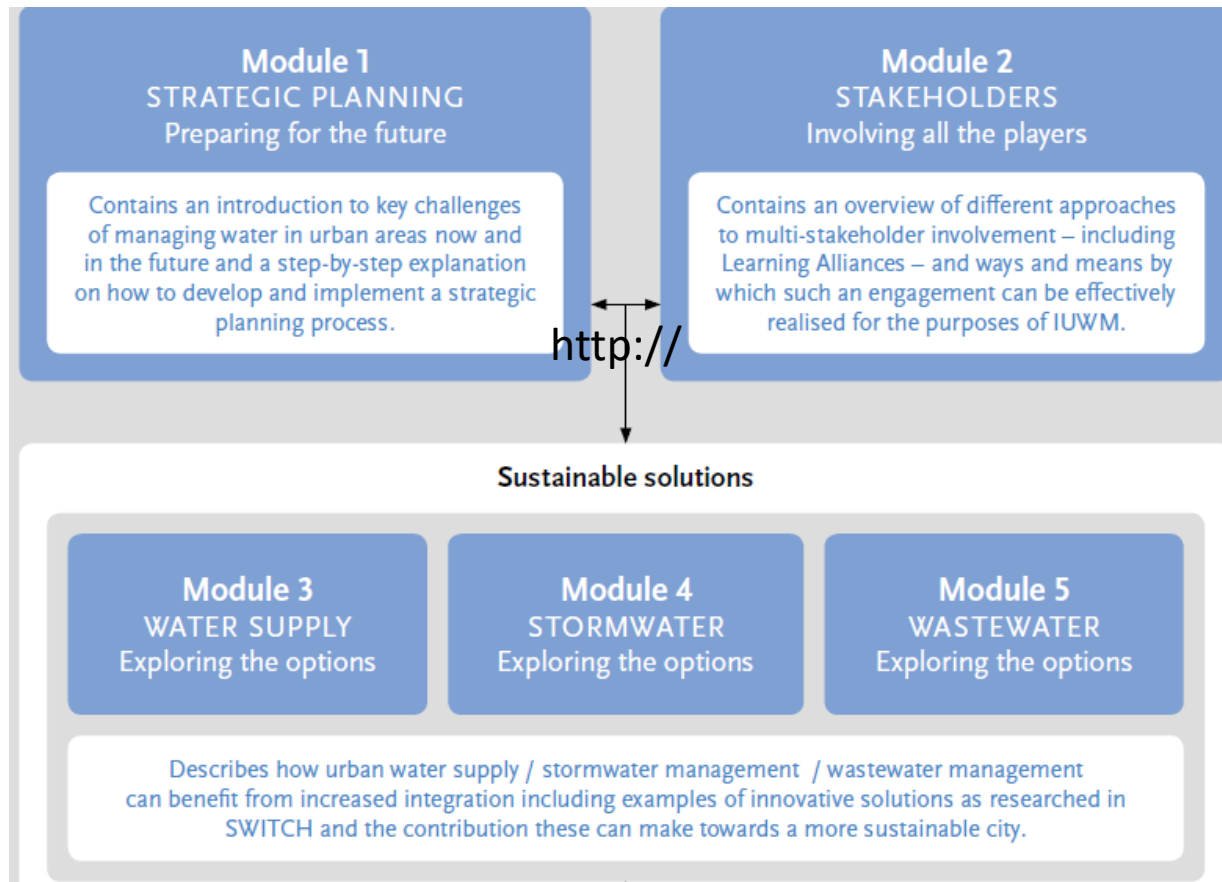 Module 1
STRATEGIC PLANNING
Preparing for the future
Contains an introduction to key challenges
of managing water in urban areas now and
in the future and a step-by-step explanation
on how to develop and implement a strategic
planning process.
Module 2
STAKEHOLDERS
Involving all the players
Contains an overview of different approaches
to multi-stakeholder involvement – including
Learning Alliances – and ways and means by
which such an engagement can be effectively
realised for the purposes of IUWM.
http://
Sustainable solutions
Module 3
WATER SUPPLY
Exploring the options
Module 4
STORMWATER
Exploring the options
Module 5
WASTEWATER
Exploring the options
Describes how urban water supply / stormwater management / wastewater management
can benefit from increased integration including examples of innovative solutions as researched in
SWITCH and the contribution these can make towards a more sustainable city.